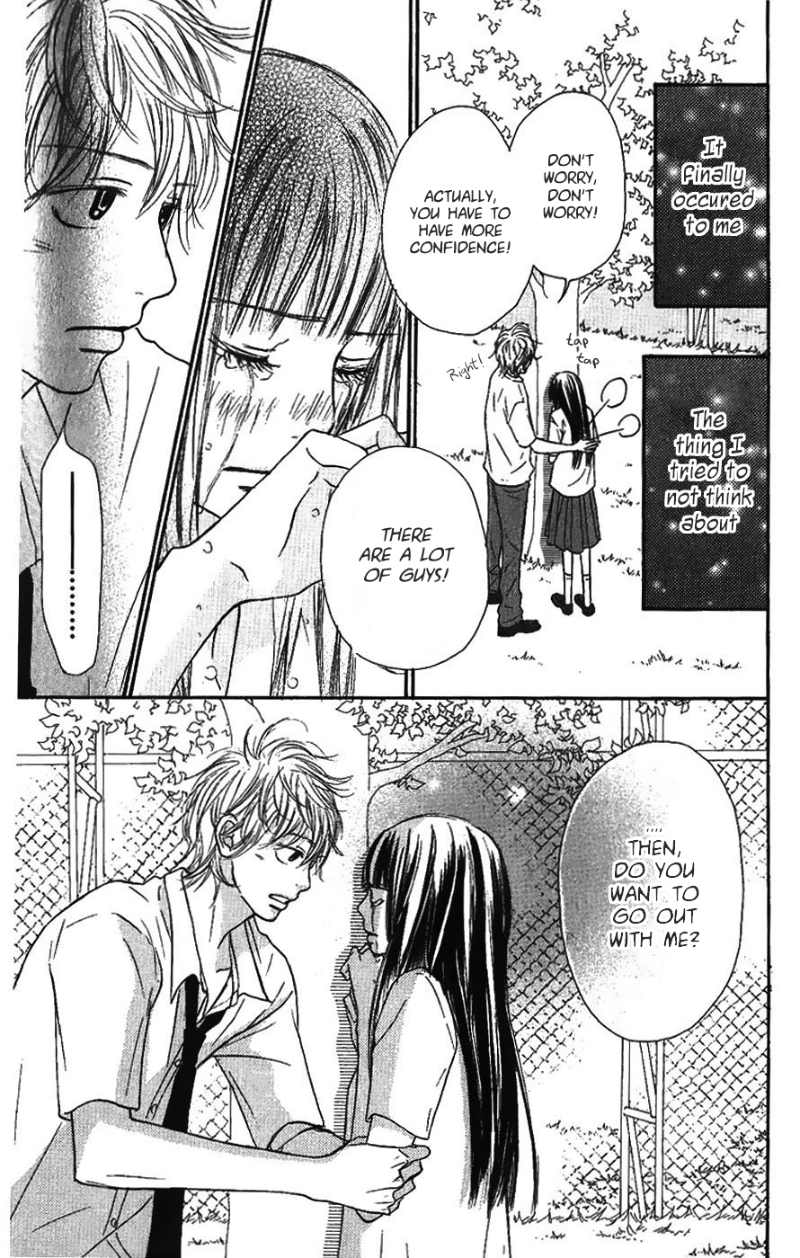 It
finally
occured
to me
The
thing I
tried to
not think
about
DON'T
WORRY,
DON'T
WORRY!
ACTUALLY,
YOU HAVE TO
HAVE MORE
CONFIDENCE!
tap
tap
Right!
THERE
ARE A LOT
OF GUYS!
............
....
THEN,
DO YOU
WANT TO
GO OUT
WITH ME?